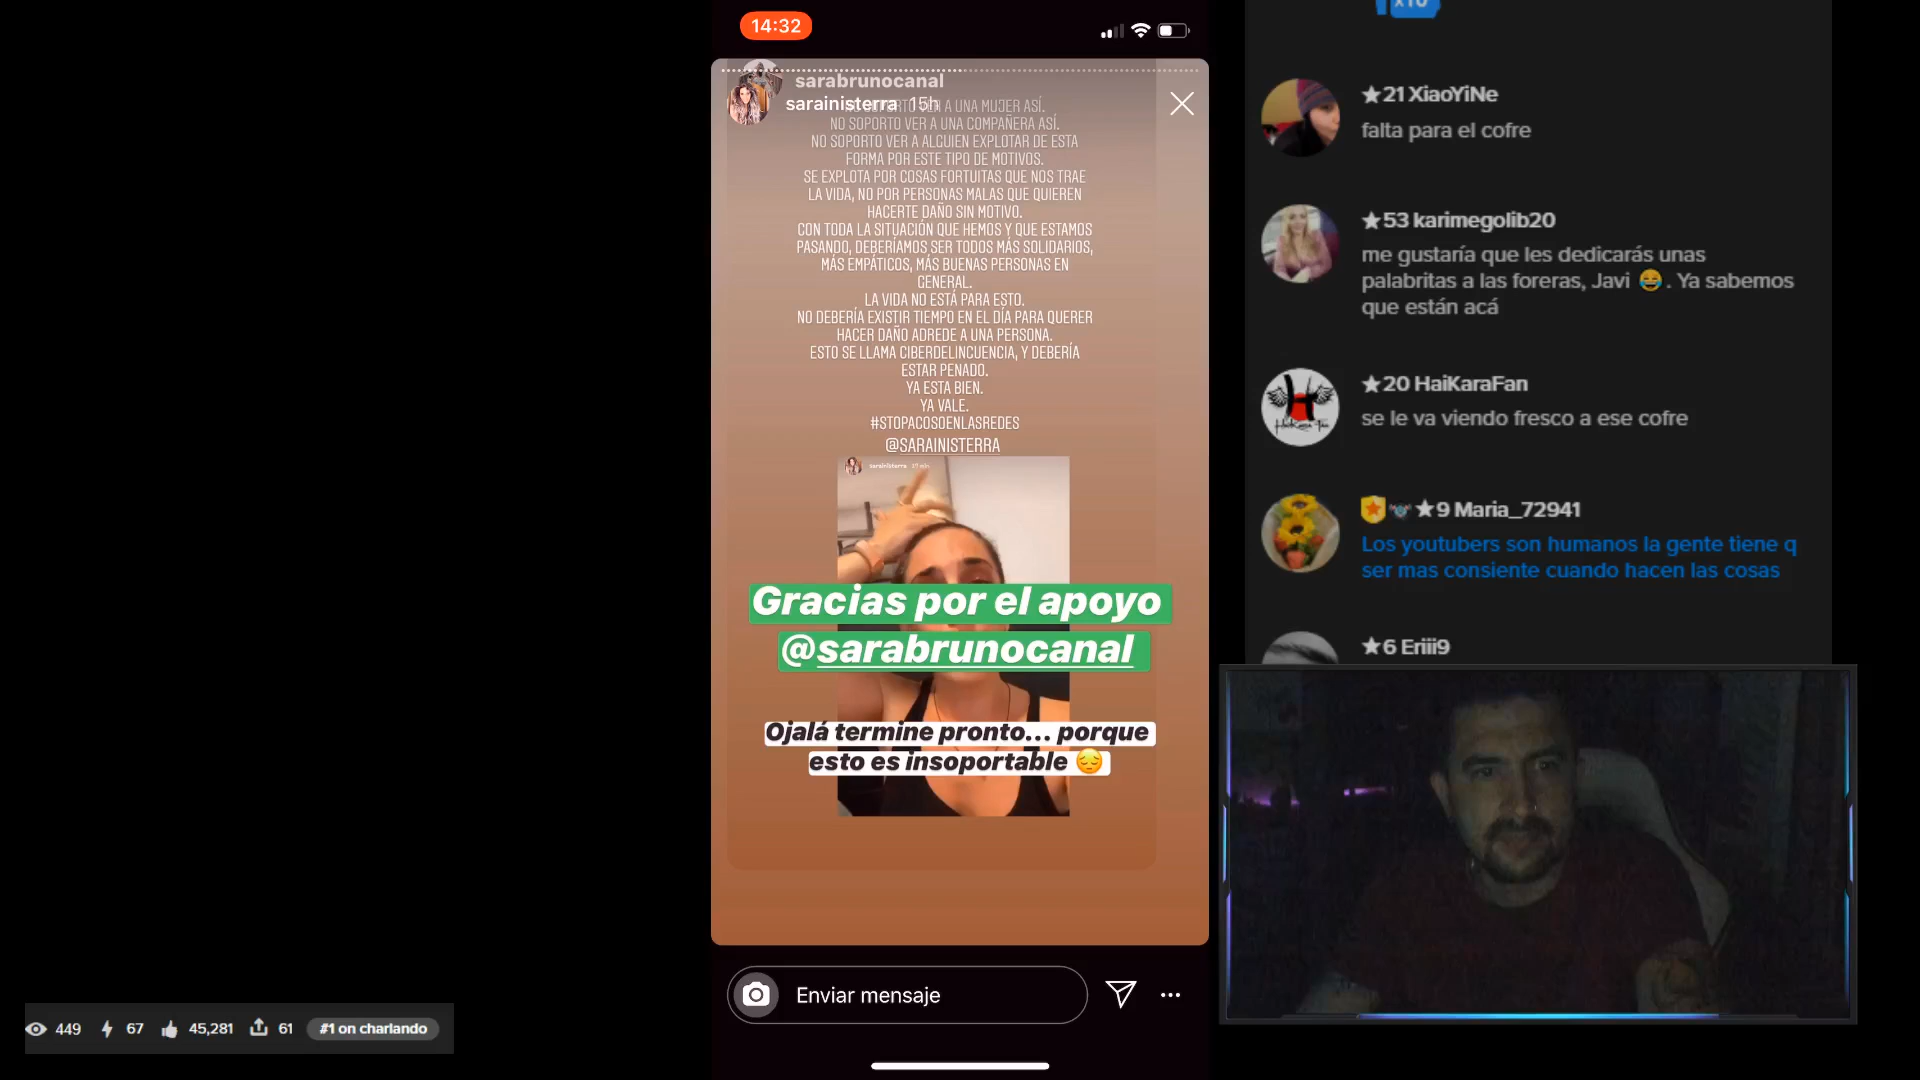 14:32
sarabrunocanal
sarainisterra 15h
A UNA MUJER ASÍ.
NO SOPORTO VER A UNA COMPAÑERA ASÍ.
NO SOPORTO VER A ALGUIEN EXPLOTAR DE ESTA
FORMA POR ESTE TIPO DE MOTIVOS.
SE EXPLOTA POR COSAS FORTUITAS QUE NOS TRAE
LA VIDA, NO POR PERSONAS MALAS QUE QUIEREN
HACERTE DAÑO SIN MOTIVO.
CON TODA LA SITUACIÓN QUE HEMOS Y QUE ESTAMOS
PASANDO, DEBERÍAMOS SER TODOS MÁS SOLIDARIOS,
MÁS EMPÁTICOS, MÁS BUENAS PERSONAS EN
GENERAL.
LA VIDA NO ESTÁ PARA ESTO.
NO DEBERÍA EXISTIR TIEMPO EN EL DÍA PARA QUERER
HACER DAÑO ADREDE A UNA PERSONA.
ESTO SE LLAMA CIBERDELINCUENCIA, Y DEBERÍA
ESTAR PENADO.
YA ESTA BIEN.
YA VALE.
#STOPACOSOENLASREDES
@SARAINISTERRA
sarainisterra
Gracias por el apoyo
@sarabrunocanal
Ojalá termine pronto... porque
esto es insoportable 😔
Enviar mensaje
x10
★21 XiaoYiNe
falta para el cofre
★53 karimegolib20
me gustaría que les dedicarás unas
palabritas a las foreras, Javi 😂. Ya sabemos
que están acá
★20 HaiKaraFan
se le va viendo fresco a ese cofre
★9 Maria_72941
Los youtubers son humanos la gente tiene q
ser mas consiente cuando hacen las cosas
★6 Eriii9
449 67 45,281 61 #1 on charlando